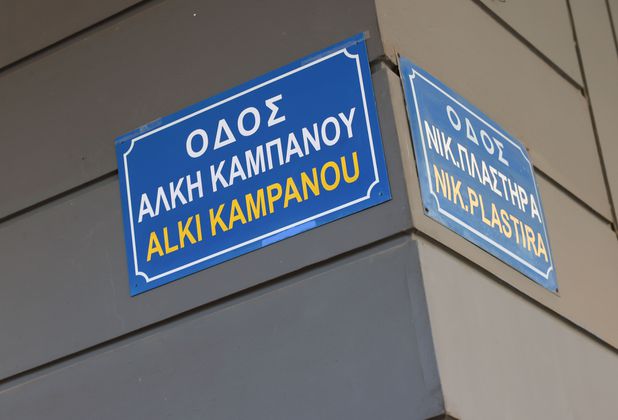 ΟΔΟΣ
ΑΛΚΗ ΚΑΜΠΑΝΟΥ
ALKI KAMPANOU
ΟΔΟΣ
ΝΙΚ.ΠΛΑΣΤΗΡΑ
NIK.PLASTIRA